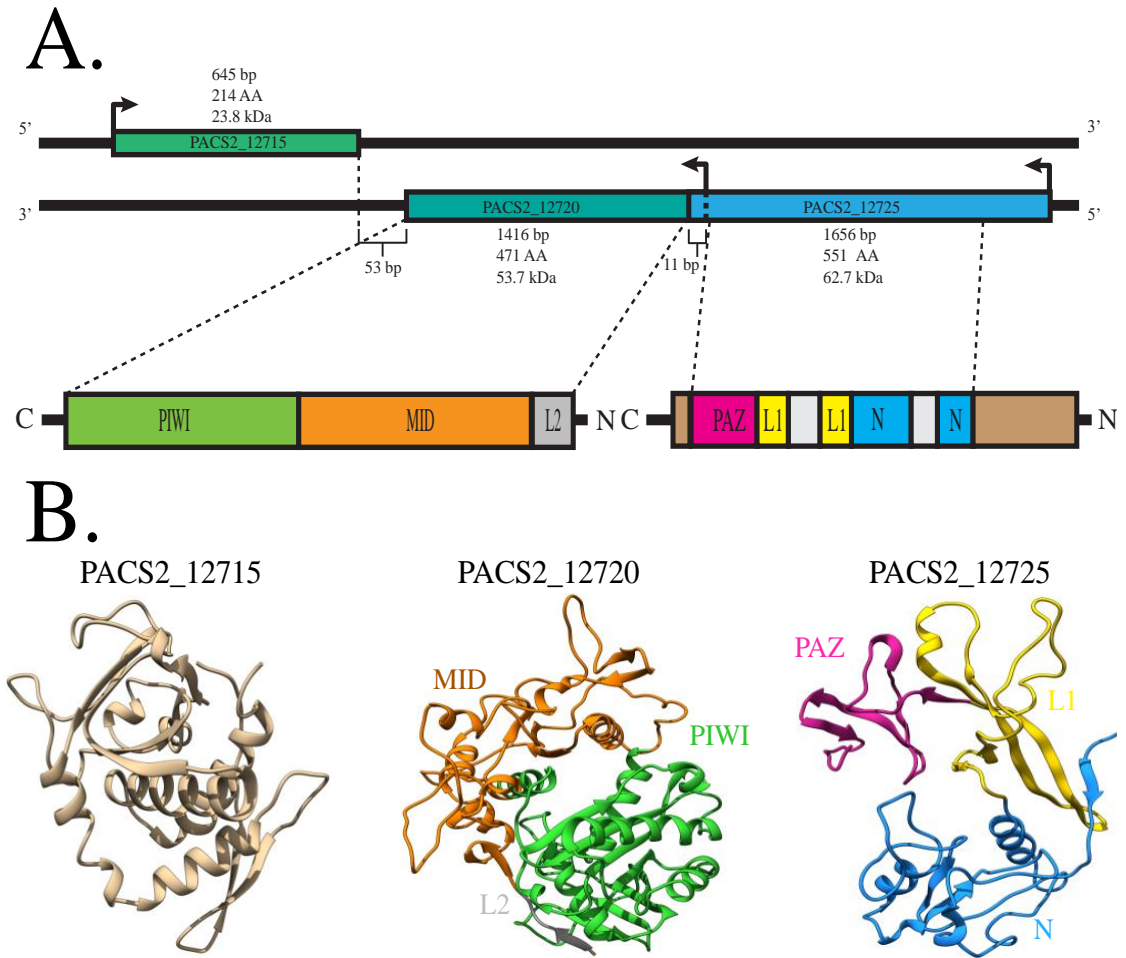 A.
645 bp
214 AA
23.8 kDa
5’
3’
PACS2_12715
3’
5’
PACS2_12720
PACS2_12725
1416 bp
471 AA
53.7 kDa
1656 bp
551 AA
62.7 kDa
53 bp
11 bp
C PIWI MID L2 N
C PAZ L1 L1 N N N
B.
PACS2_12715
PACS2_12720
PACS2_12725
MID
PIWI
L2
PAZ
L1
N